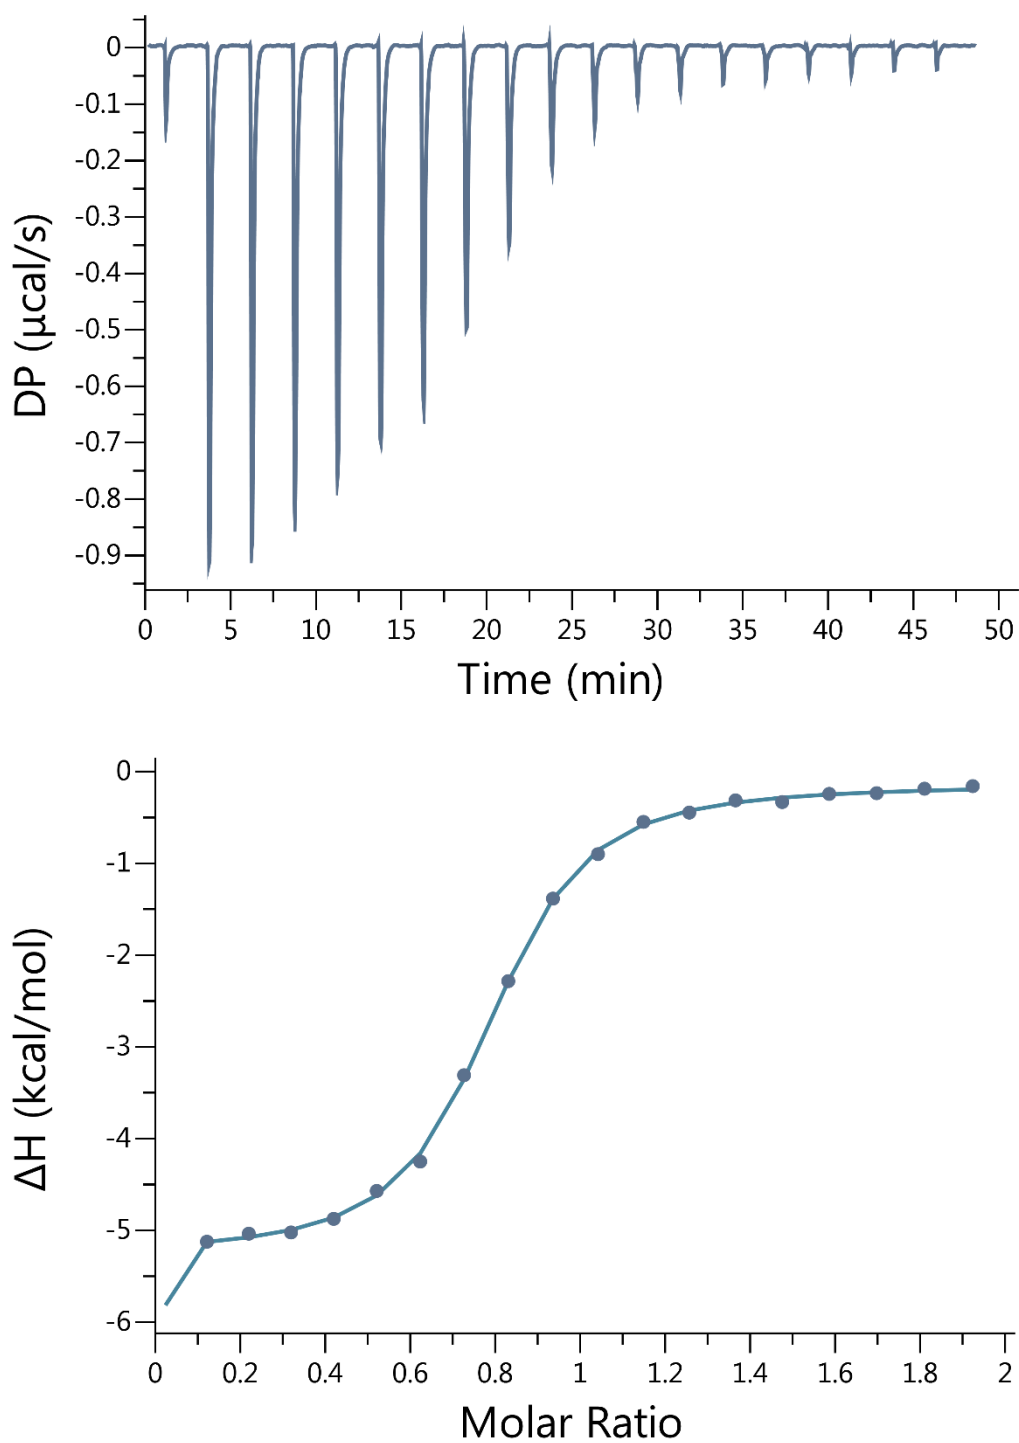 0
-0.1
-0.2
-0.3
-0.4
-0.5
-0.6
-0.7
-0.8
-0.9
DP (μcal/s)
0 5 10 15 20 25 30 35 40 45 50
Time (min)
0
-1
-2
-3
-4
-5
-6
ΔH (kcal/mol)
0 0.2 0.4 0.6 0.8 1 1.2 1.4 1.6 1.8 2
Molar Ratio